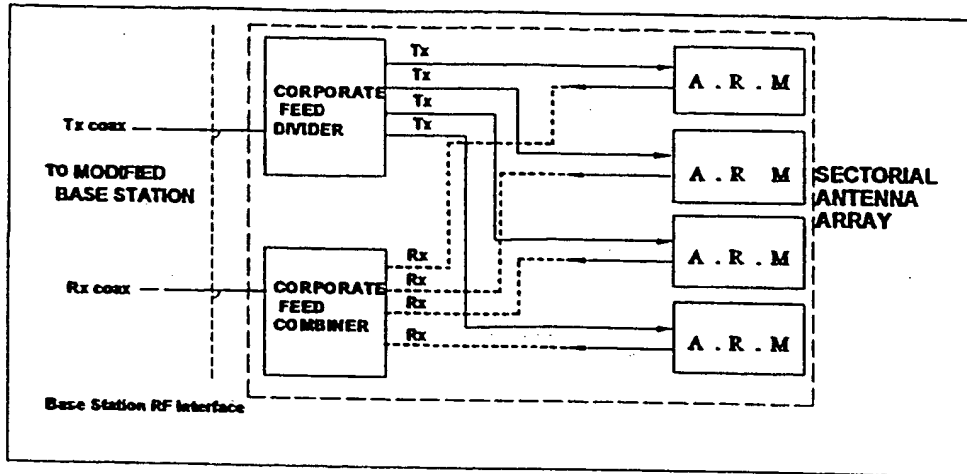 Tx
A . R . M
Tx
CORPORATE
FEED
DIVIDER
Tx
Tx
Tx coax
A . R M
TO MODIFIED
BASE STATION
SECTORIAL
ANTENNA
ARRAY
Rx
A . R . M
Rx coax
CORPORATE
FEED
COMBINER
Rx
Rx
Rx
A . R . M
Base Station RF Interface